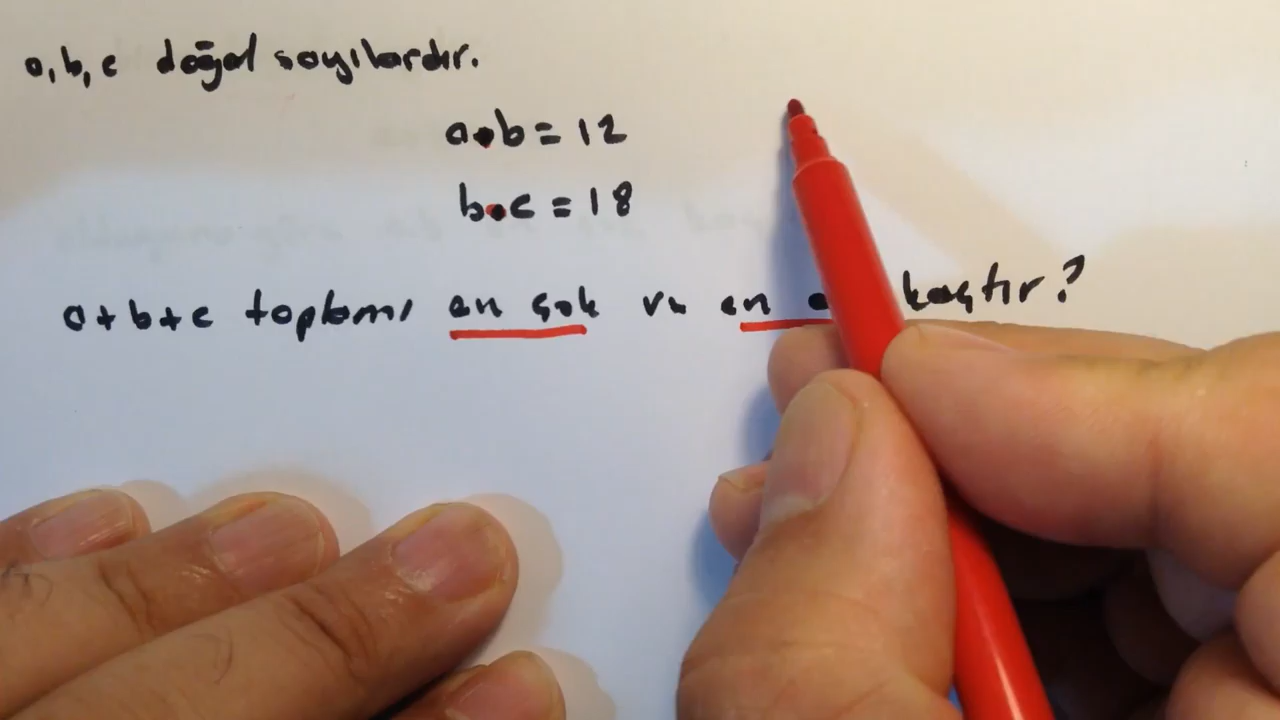 a,b,c doğal sayılardır.
a•b=12
b•c=18
a+b+c toplamı en çok ve en kaçtır?